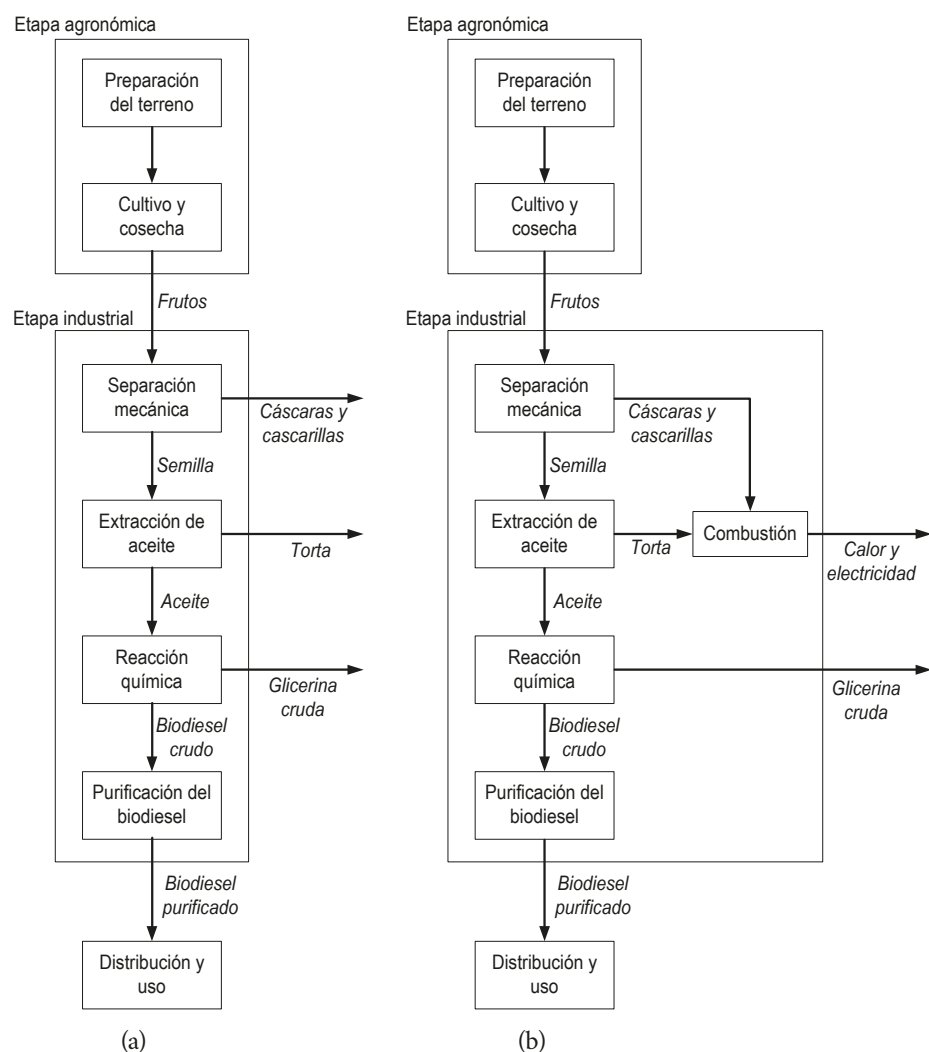 Etapa agronómica
Preparación
del terreno
Cultivo y
cosecha
Frutos
Etapa industrial
Separación
mecánica
Cáscaras y
cascarillas
Semilla
Extracción de
aceite
Torta
Aceite
Reacción
química
Glicerina
cruda
Biodiesel
crudo
Purificación del
biodiesel
Biodiesel
purificado
Distribución y
uso
(a)
Etapa agronómica
Preparación
del terreno
Cultivo y
cosecha
Frutos
Etapa industrial
Separación
mecánica
Cáscaras y
cascarillas
Semilla
Extracción de
aceite
Torta
Combustión
Calor y
electricidad
Aceite
Reacción
química
Glicerina
cruda
Biodiesel
crudo
Purificación del
biodiesel
Biodiesel
purificado
Distribución y
uso
(b)